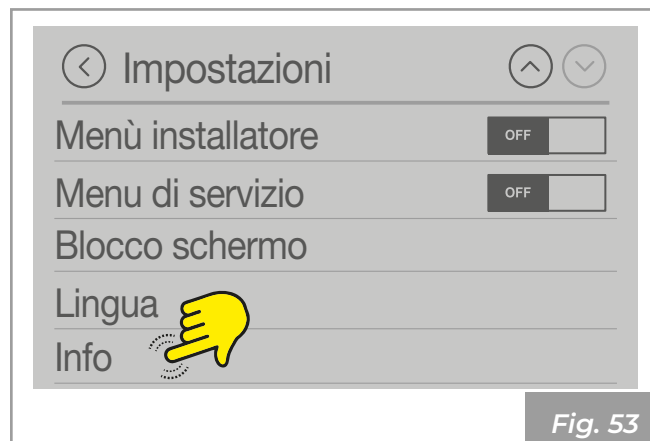 Impostazioni
Menù installatore OFF
Menu di servizio OFF
Blocco schermo
Lingua
Info
Fig. 53